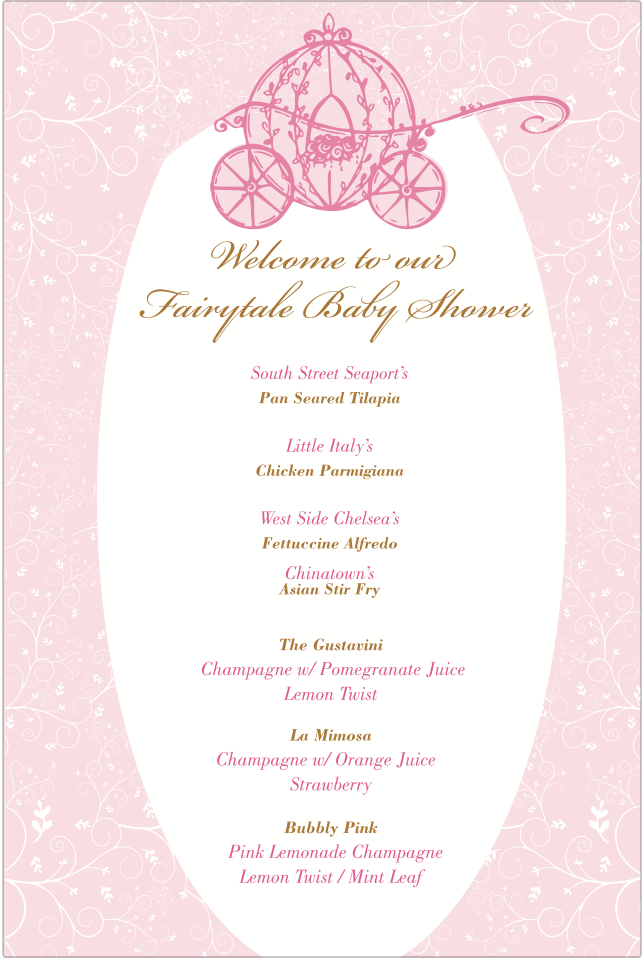 Welcome to our
Fairytale Baby Shower
South Street Seaport's
Pan Seared Tilapia
Little Italy's
Chicken Parmigiana
West Side Chelsea's
Fettuccine Alfredo
Chinatown's
Asian Stir Fry
The Gustavini
Champagne w/ Pomegranate Juice
Lemon Twist
La Mimosa
Champagne w/ Orange Juice
Strawberry
Bubbly Pink
Pink Lemonade Champagne
Lemon Twist / Mint Leaf